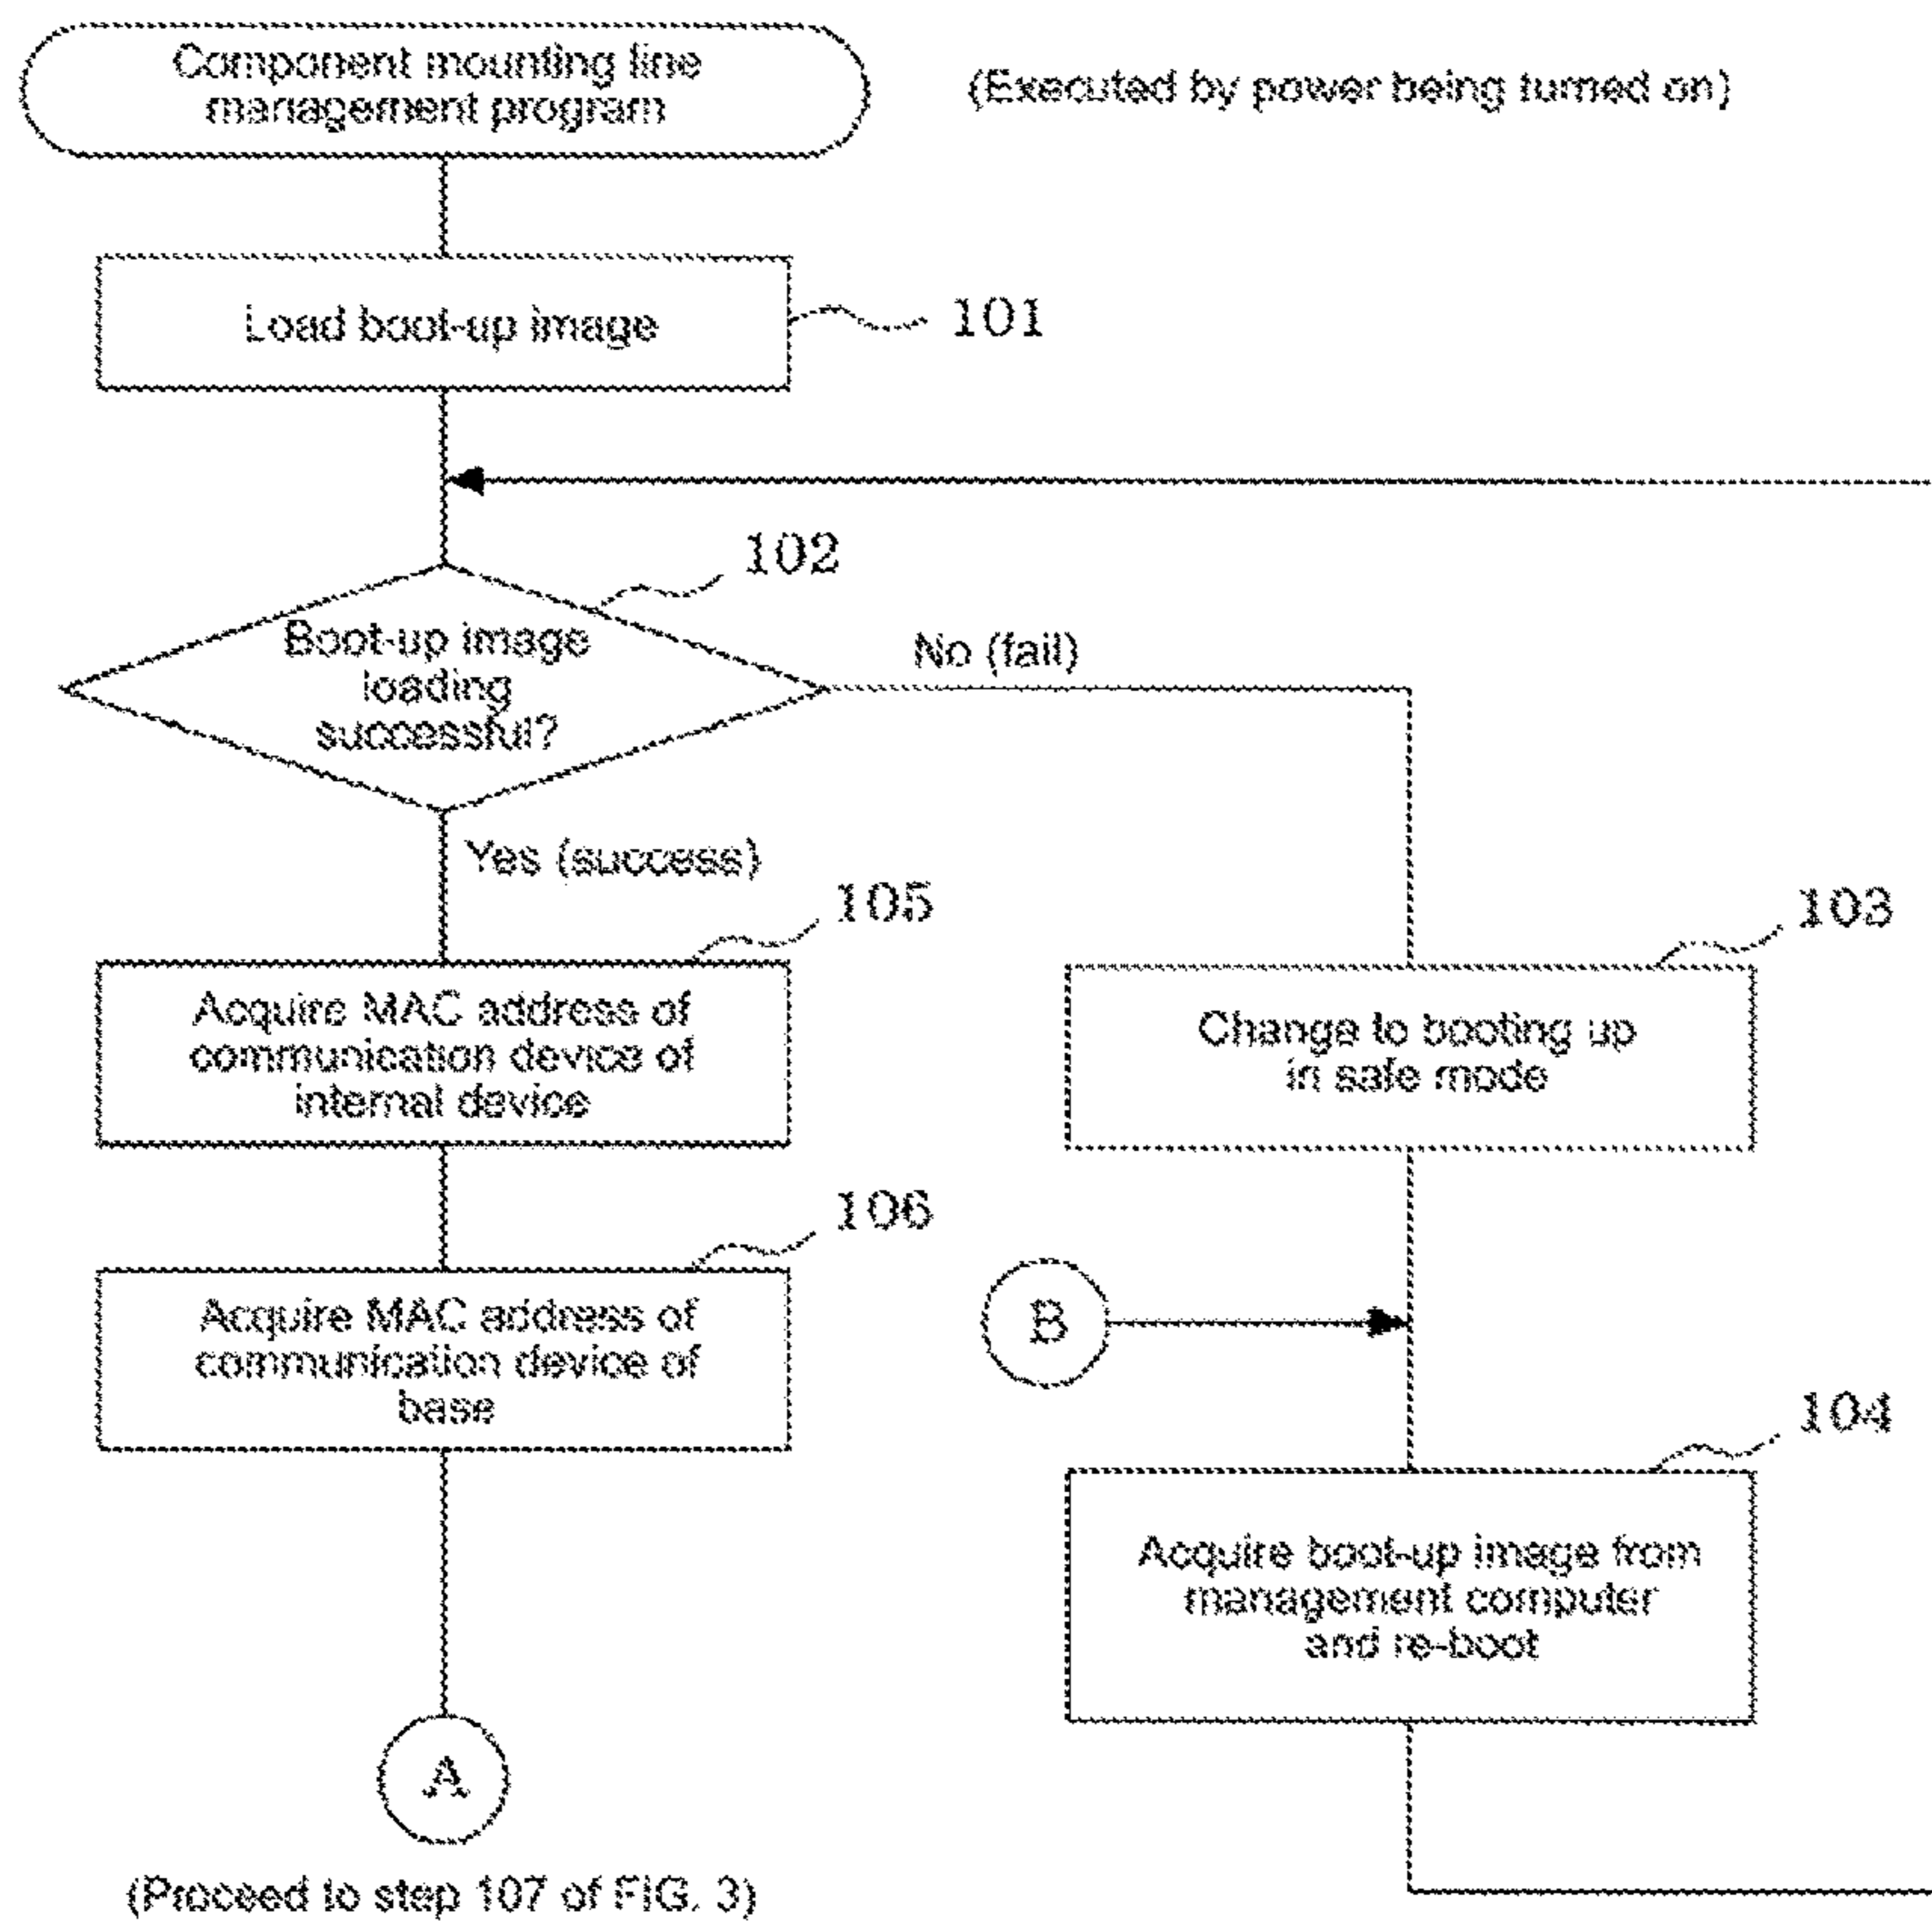 Component mounting line
management program
(Executed by power being turned on)
Load boot-up image
101
102
Boot-up image
loading
successful?
No (fail)
Yes (success)
105
Acquire MAC address of
communication device of
internal device
103
Change to booting up
in safe mode
106
Acquire MAC address of
communication device of
base
B
104
Acquire boot-up image from
management computer
and re-boot
A
(Proceed to step 107 of FIG. 3)